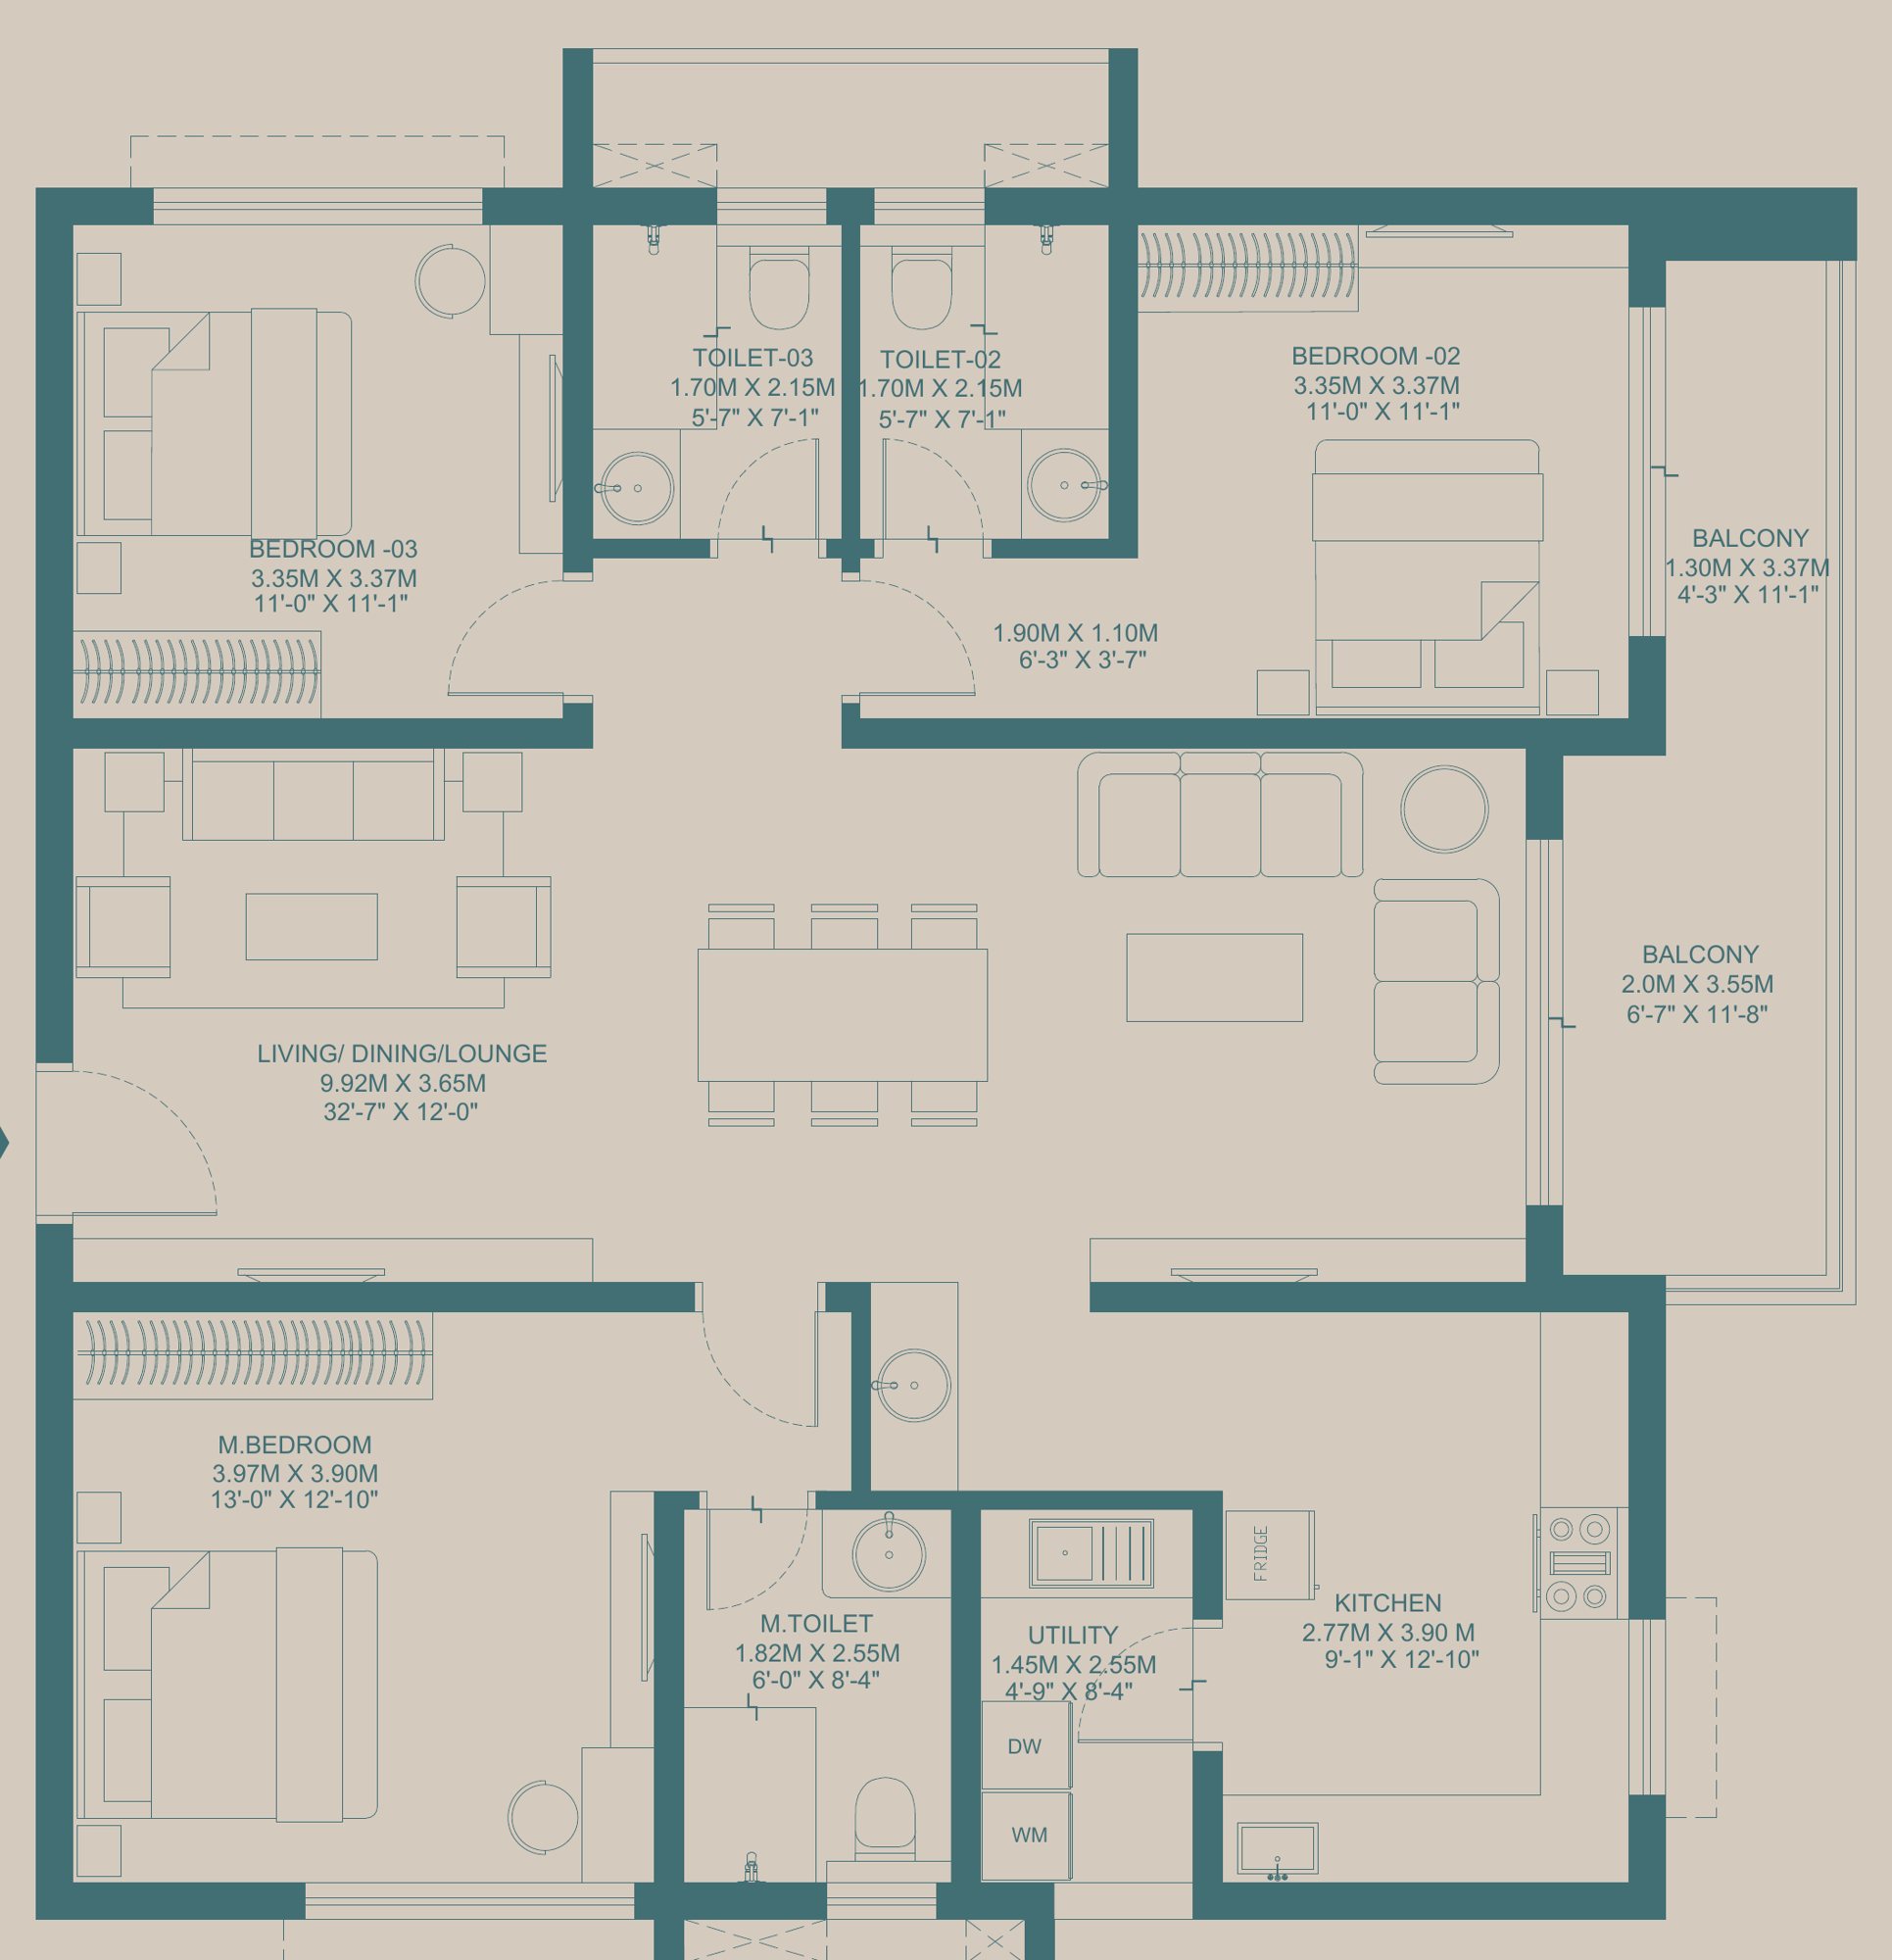 TOILET-03
1.70M X 2.15M
5'-7" X 7'-1"
TOILET-02
1.70M X 2.15M
5'-7" X 7'-1"
BEDROOM -02
3.35M X 3.37M
11'-0" X 11'-1"
BEDROOM -03
3.35M X 3.37M
11'-0" X 11'-1"
BALCONY
1.30M X 3.37M
4'-3" X 11'-1"
1.90M X 1.10M
6'-3" X 3'-7"
BALCONY
2.0M X 3.55M
6'-7" X 11'-8"
LIVING/ DINING/LOUNGE
9.92M X 3.65M
32'-7" X 12'-0"
M.BEDROOM
3.97M X 3.90M
13'-0" X 12'-10"
FRIDGE
M.TOILET
1.82M X 2.55M
6'-0" X 8'-4"
UTILITY
1.45M X 2.55M
4'-9" X 8'-4"
KITCHEN
2.77M X 3.90 M
9'-1" X 12'-10"
DW
WM